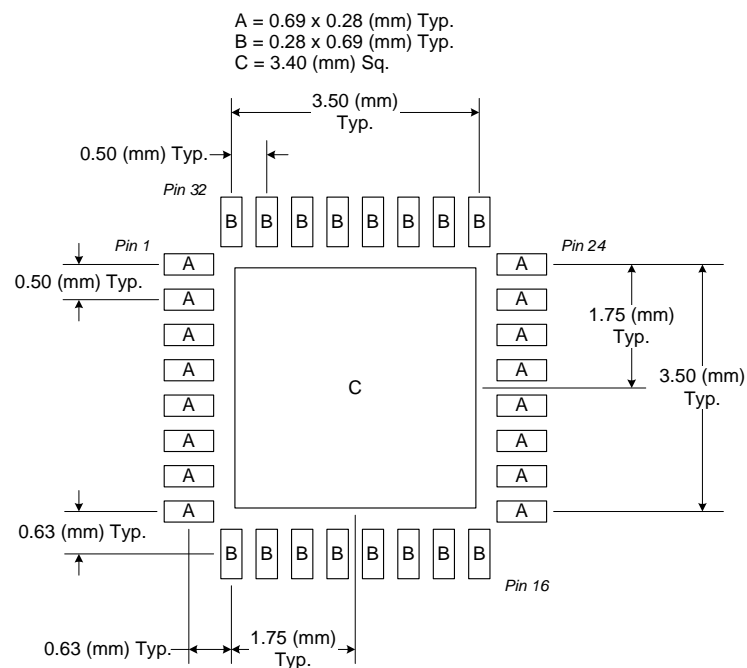 A = 0.69 x 0.28 (mm) Typ.
B = 0.28 x 0.69 (mm) Typ.
C = 3.40 (mm) Sq.
3.50 (mm)
Typ.
0.50 (mm) Typ.
Pin 32
B B B B B B B B
Pin 1
Pin 24
A A
0.50 (mm) Typ.
A A
1.75 (mm)
Typ.
A A
A A
C
3.50 (mm)
Typ.
A A
A A
A A
A A
0.63 (mm) Typ.
B B B B B B B B
Pin 16
0.63 (mm) Typ.
1.75 (mm)
Typ.